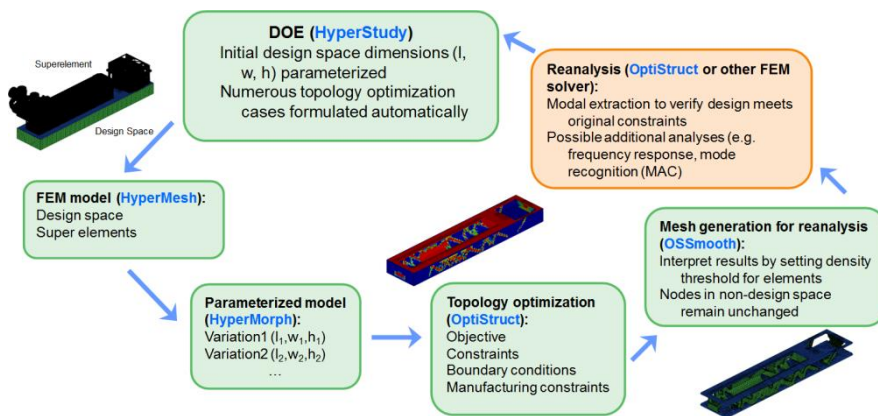 DOE (HyperStudy)
Initial design space dimensions (l,
w, h) parameterized
Numerous topology optimization
cases formulated automatically
Superelement
Design Space
Reanalysis (OptiStruct or other FEM
solver):
Modal extraction to verify design meets
original constraints
Possible additional analyses (e.g.
frequency response, mode
recognition (MAC)
FEM model (HyperMesh):
Design space
Super elements
Mesh generation for reanalysis
(OSSmooth):
Interpret results by setting density
threshold for elements
Nodes in non-design space
remain unchanged
Parameterized model
(HyperMorph):
Variation1 (l₁,w₁,h₁)
Variation2 (l₂,w₂,h₂)
…
Topology optimization
(OptiStruct):
Objective
Constraints
Boundary conditions
Manufacturing constraints